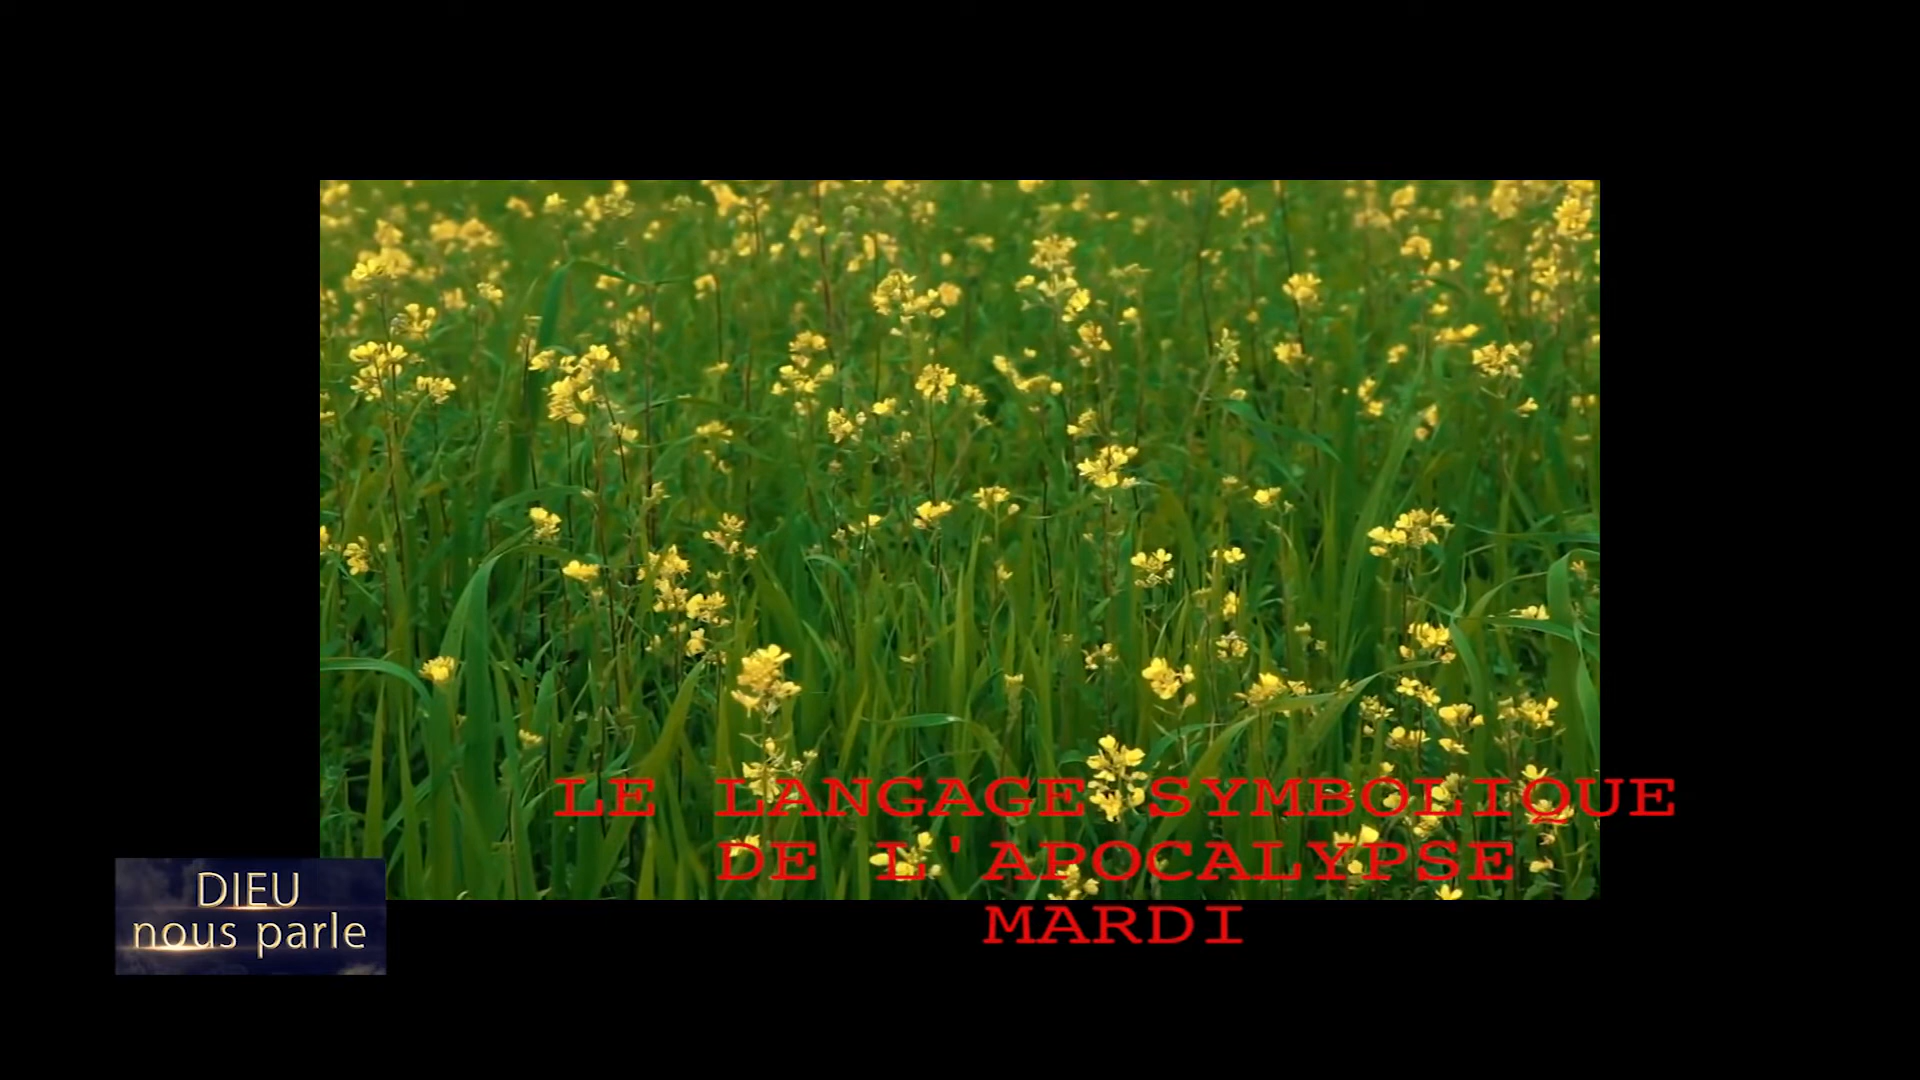 LE LANGAGE SYMBOLIQUE
DE L'APOCALYPSE
MARDI
DIEU
nous parle